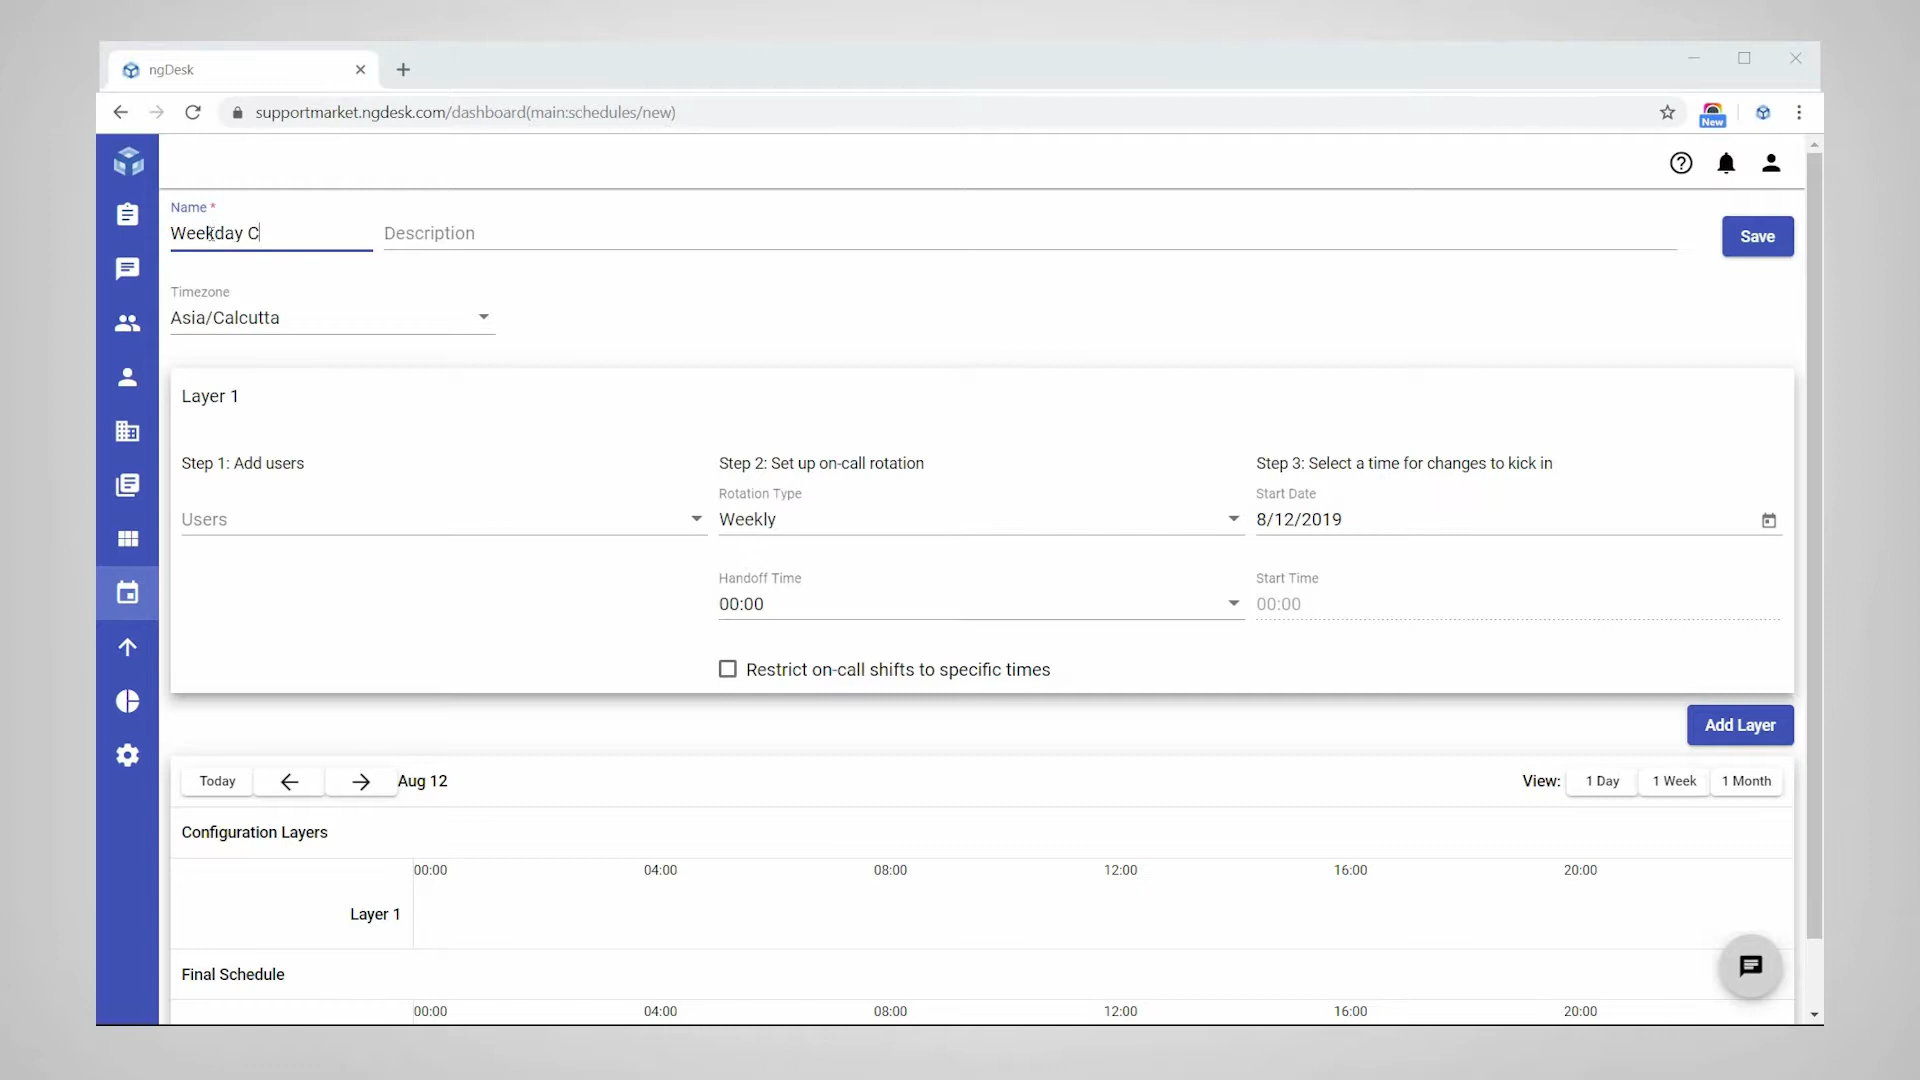 ngDesk
supportmarket.ngdesk.com/dashboard(main:schedules/new)
New
Name *
Weekday C
Description
Save
Timezone
Asia/Calcutta
Layer 1
Step 1: Add users
Step 2: Set up on-call rotation
Step 3: Select a time for changes to kick in
Rotation Type
Start Date
Users
Weekly
8/12/2019
Handoff Time
Start Time
00:00
00:00
Restrict on-call shifts to specific times
Add Layer
Today
Aug 12
View:
1 Day
1 Week
1 Month
Configuration Layers
00:00 04:00 08:00 12:00 16:00 20:00
Layer 1
Final Schedule
00:00 04:00 08:00 12:00 16:00 20:00